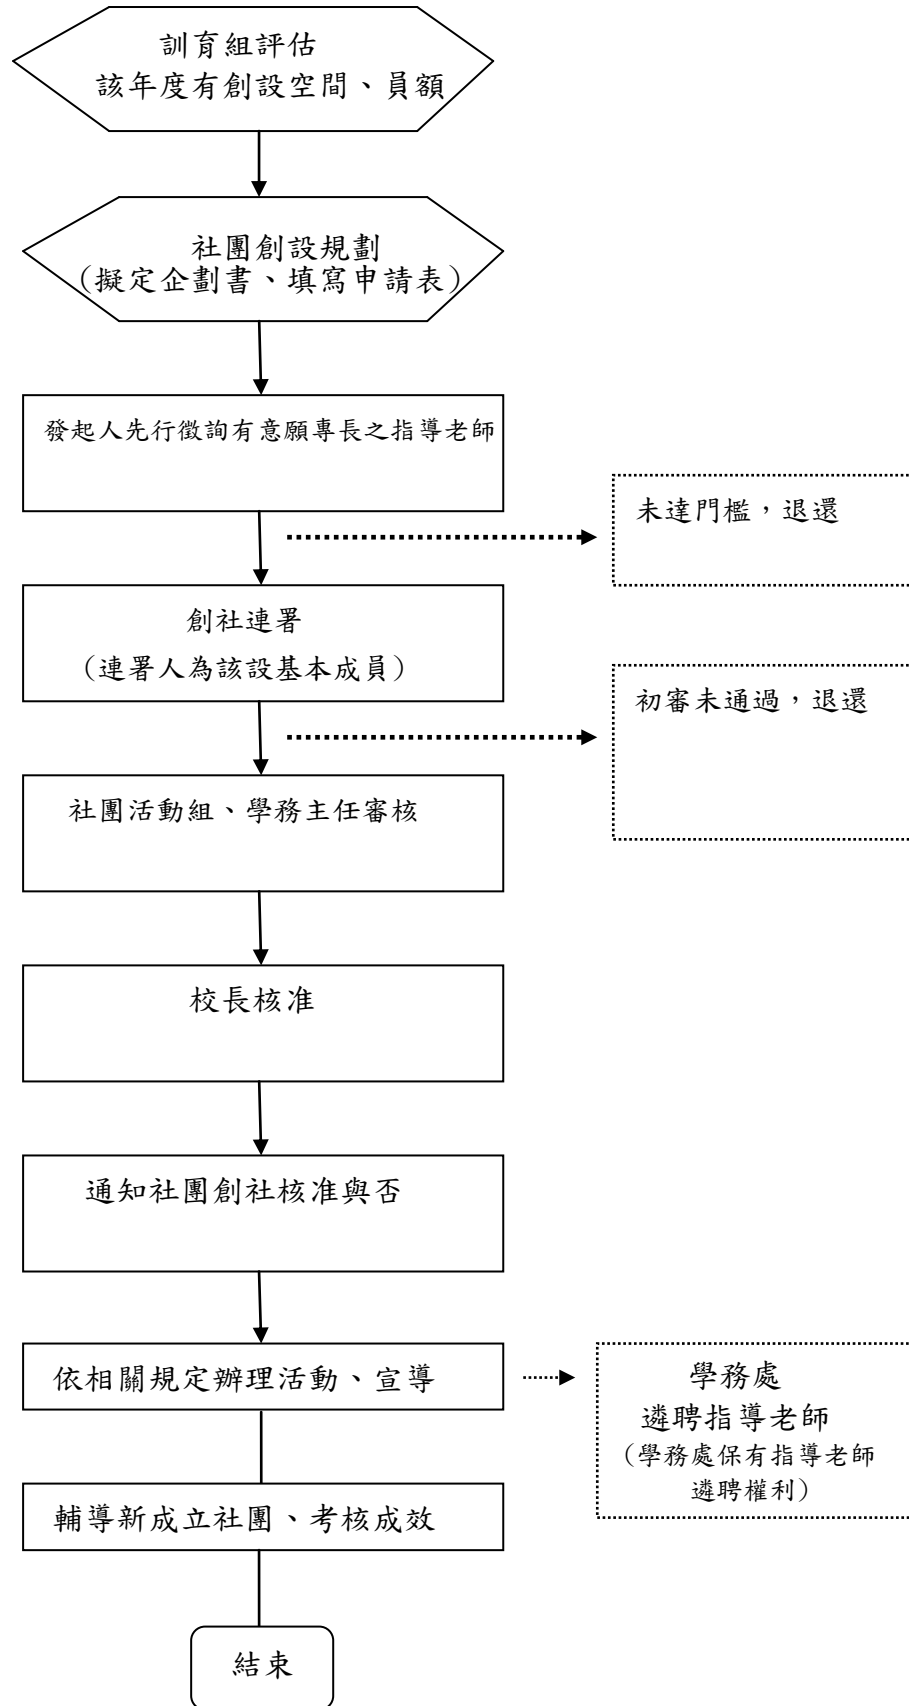 訓育組評估
該年度有創設空間、員額
社團創設規劃
(擬定企劃書、填寫申請表)
發起人先行徵詢有意願專長之指導老師
未達門檻，退還
創社連署
(連署人為該設基本成員)
初審未通過，退還
社團活動組、學務主任審核
校長核准
通知社團創社核准與否
依相關規定辦理活動、宣導
學務處
遴聘指導老師
(學務處保有指導老師
遴聘權利)
輔導新成立社團、考核成效
結束